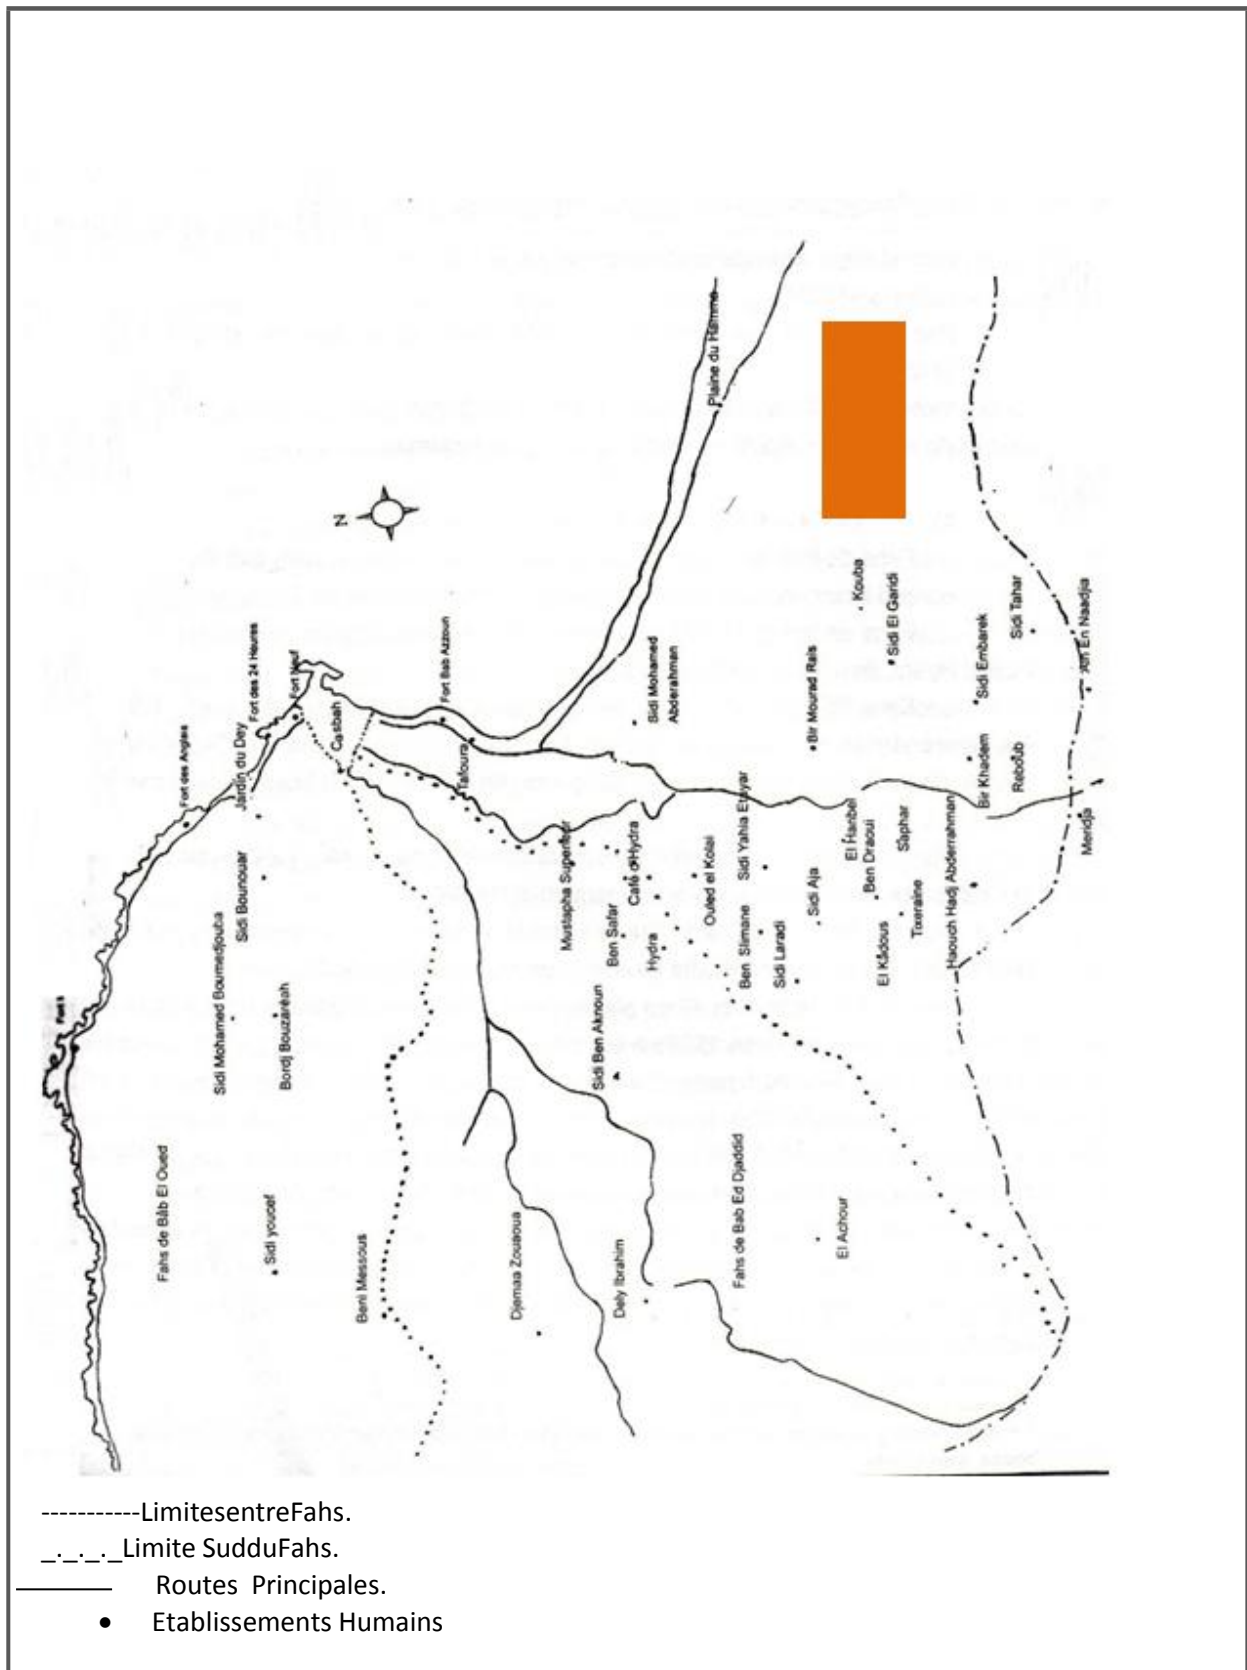 Fort
Fort des Anglais
Jardin du Dey
Fort des 24 Heures
Fort Neuf
Casbah
N
Sidi Bounouar
Sidi Mohamed Boumedjouba
Bordj Bouzaréah
Fahs de Bâb El Oued
Sidi youcef
Beni Messous
Fort Bab Azzoun
Tafoura
Plaine du Hamma
Mustapha Superieur
Café d'Hydra
Ben Safar
Hydra
Sidi Ben Aknoun
Djemaa Zouaoua
Dely Ibrahim
Sidi Mohamed
Abderahman
Ouled el Kolai
Sidi Yahia Etayar
Ben Slimane
Sidi Laradi
Fahs de Bab Ed Djaddid
El Achour
Bir Mourad Rais
Sidi Aja
Kouba
Sidi El Garidi
El Hanbel
Ben Draoui
El Kâdous
Saphar
Haouch Hadj Abderrahman
Sidi Embarek
Bir Khadem
Sidi Tahar
Ain En Naadjia
Meridja
-----------LimitesentreFahs.
_._._._Limite SudduFahs.
Routes Principales.
• Etablissements Humains